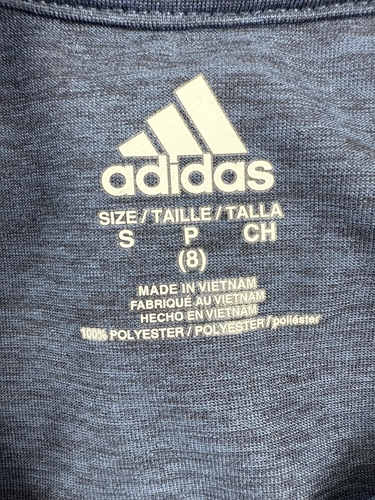 adidas
SIZE / TAILLE / TALLA
S P CH
(8)
MADE IN VIETNAM
FABRIQUÉ AU VIETNAM
HECHO EN VIETNAM
100% POLYESTER / POLYESTER / poliéster